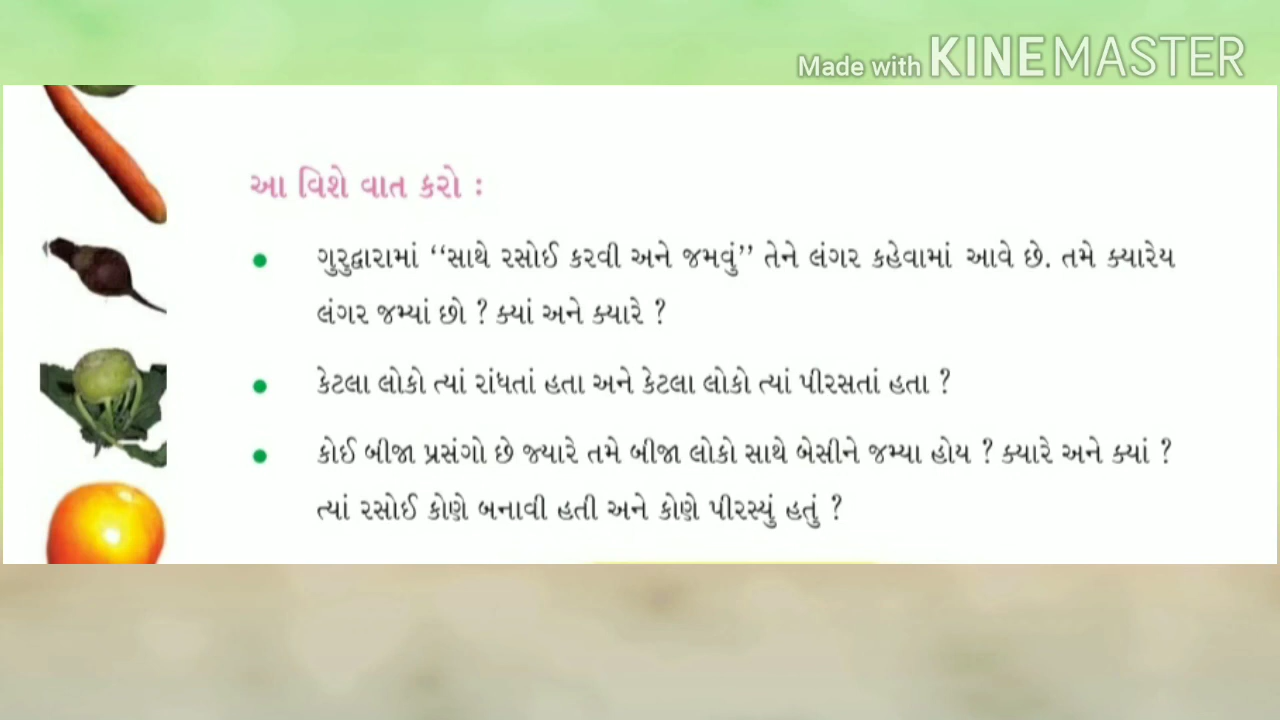 Made with KINEMASTER
આ વિશે વાત કરો :
● ગુરુદ્વારામાં “સાથે રસોઈ કરવી અને જમવું” તેને લંગર કહેવામાં આવે છે. તમે ક્યારેય
લંગર જમ્યાં છો ? ક્યાં અને ક્યારે ?
● કેટલા લોકો ત્યાં રાંધતાં હતા અને કેટલા લોકો ત્યાં પીરસતાં હતા ?
● કોઈ બીજા પ્રસંગો છે જ્યારે તમે બીજા લોકો સાથે બેસીને જમ્યા હોય ? ક્યારે અને ક્યાં ?
ત્યાં રસોઈ કોણે બનાવી હતી અને કોણે પીરસ્યું હતું ?